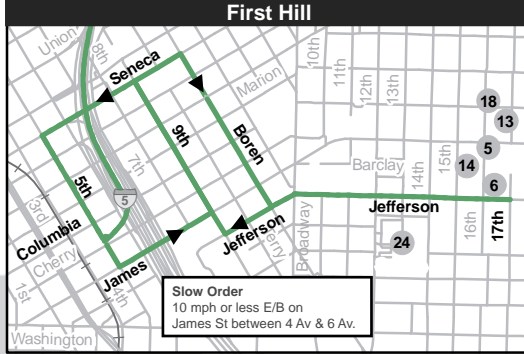 First Hill
Union
8th
Seneca
Marion
10th
11th
12th
13th
18
13
9th
Boren
7th
5
14
Barclay
14th
15th
6
5th
5
3rd
Columbia
Cherry
1st
4th
James
Jefferson
Terry
Broadway
Jefferson
24
16th
17th
Washington
Slow Order
10 mph or less E/B on
James St between 4 Av & 6 Av.